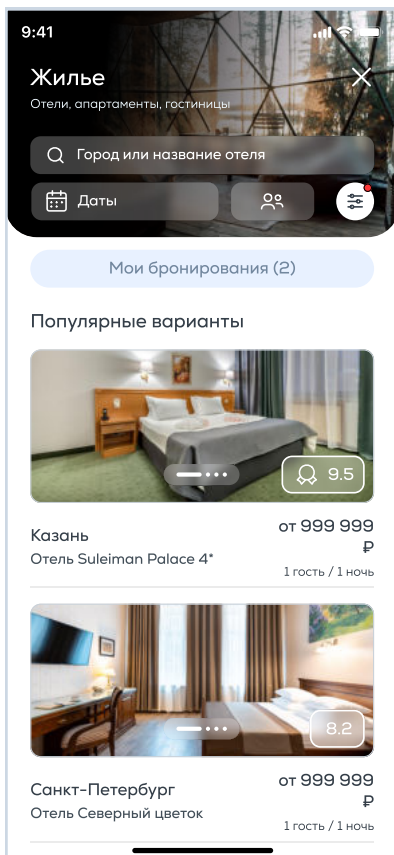 9:41
Жилье
Отели, апартаменты, гостиницы
Город или название отеля
Даты
Мои бронирования (2)
Популярные варианты
9.5
Казань
от 999 999
₽
Отель Suleiman Palace 4*
1 гость / 1 ночь
8.2
Санкт-Петербург
от 999 999
₽
Отель Северный цветок
1 гость / 1 ночь